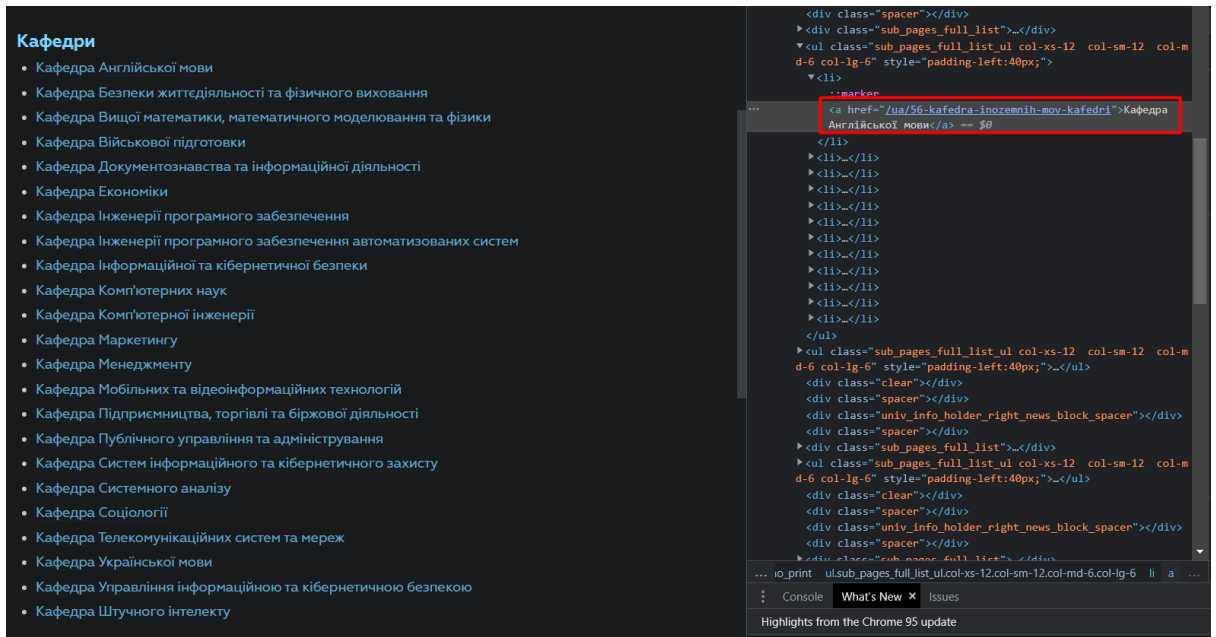 Кафедри
Кафедра Англійської мови
Кафедра Безпеки життєдіяльності та фізичного виховання
Кафедра Вищої математики, математичного моделювання та фізики
Кафедра Військової підготовки
Кафедра Документознавства та інформаційної діяльності
Кафедра Економіки
Кафедра Інженерії програмного забезпечення
Кафедра Інженерії програмного забезпечення автоматизованих систем
Кафедра Інформаційної та кібернетичної безпеки
Кафедра Комп'ютерних наук
Кафедра Комп'ютерної інженерії
Кафедра Маркетингу
Кафедра Менеджменту
Кафедра Мобільних та відеоінформаційних технологій
Кафедра Підприємництва, торгівлі та біржової діяльності
Кафедра Публічного управління та адміністрування
Кафедра Систем інформаційного та кібернетичного захисту
Кафедра Системного аналізу
Кафедра Соціології
Кафедра Телекомунікаційних систем та мереж
Кафедра Української мови
Кафедра Управління інформаційною та кібернетичною безпекою
Кафедра Штучного інтелекту
<div class="spacer"></div>
<div class="sub_pages_full_list">…</div>
<ul class="sub_pages_full_list_ul col-xs-12  col-sm-12  col-m
d-6 col-lg-6" style="padding-left:40px;">
<li>
::marker
<a href="/ua/56-kafedra-inozemnih-mov-kafedri">Кафедра
Англійської мови</a> == $0
</li>
<li>…</li>
<li>…</li>
<li>…</li>
<li>…</li>
<li>…</li>
<li>…</li>
<li>…</li>
<li>…</li>
<li>…</li>
<li>…</li>
<li>…</li>
</ul>
<ul class="sub_pages_full_list_ul col-xs-12  col-sm-12  col-m
d-6 col-lg-6" style="padding-left:40px;">…</ul>
<div class="clear"></div>
<div class="spacer"></div>
<div class="univ_info_holder_right_news_block_spacer"></div>
<div class="spacer"></div>
<div class="sub_pages_full_list">…</div>
<ul class="sub_pages_full_list_ul col-xs-12  col-sm-12  col-m
d-6 col-lg-6" style="padding-left:40px;">…</ul>
<div class="clear"></div>
<div class="spacer"></div>
<div class="univ_info_holder_right_news_block_spacer"></div>
<div class="spacer"></div>
<div class="sub_pages_full_list">…</div>
... io_print ul.sub_pages_full_list_ul.col-xs-12.col-sm-12.col-md-6.col-lg-6 li a ...
Console What's New × Issues
Highlights from the Chrome 95 update